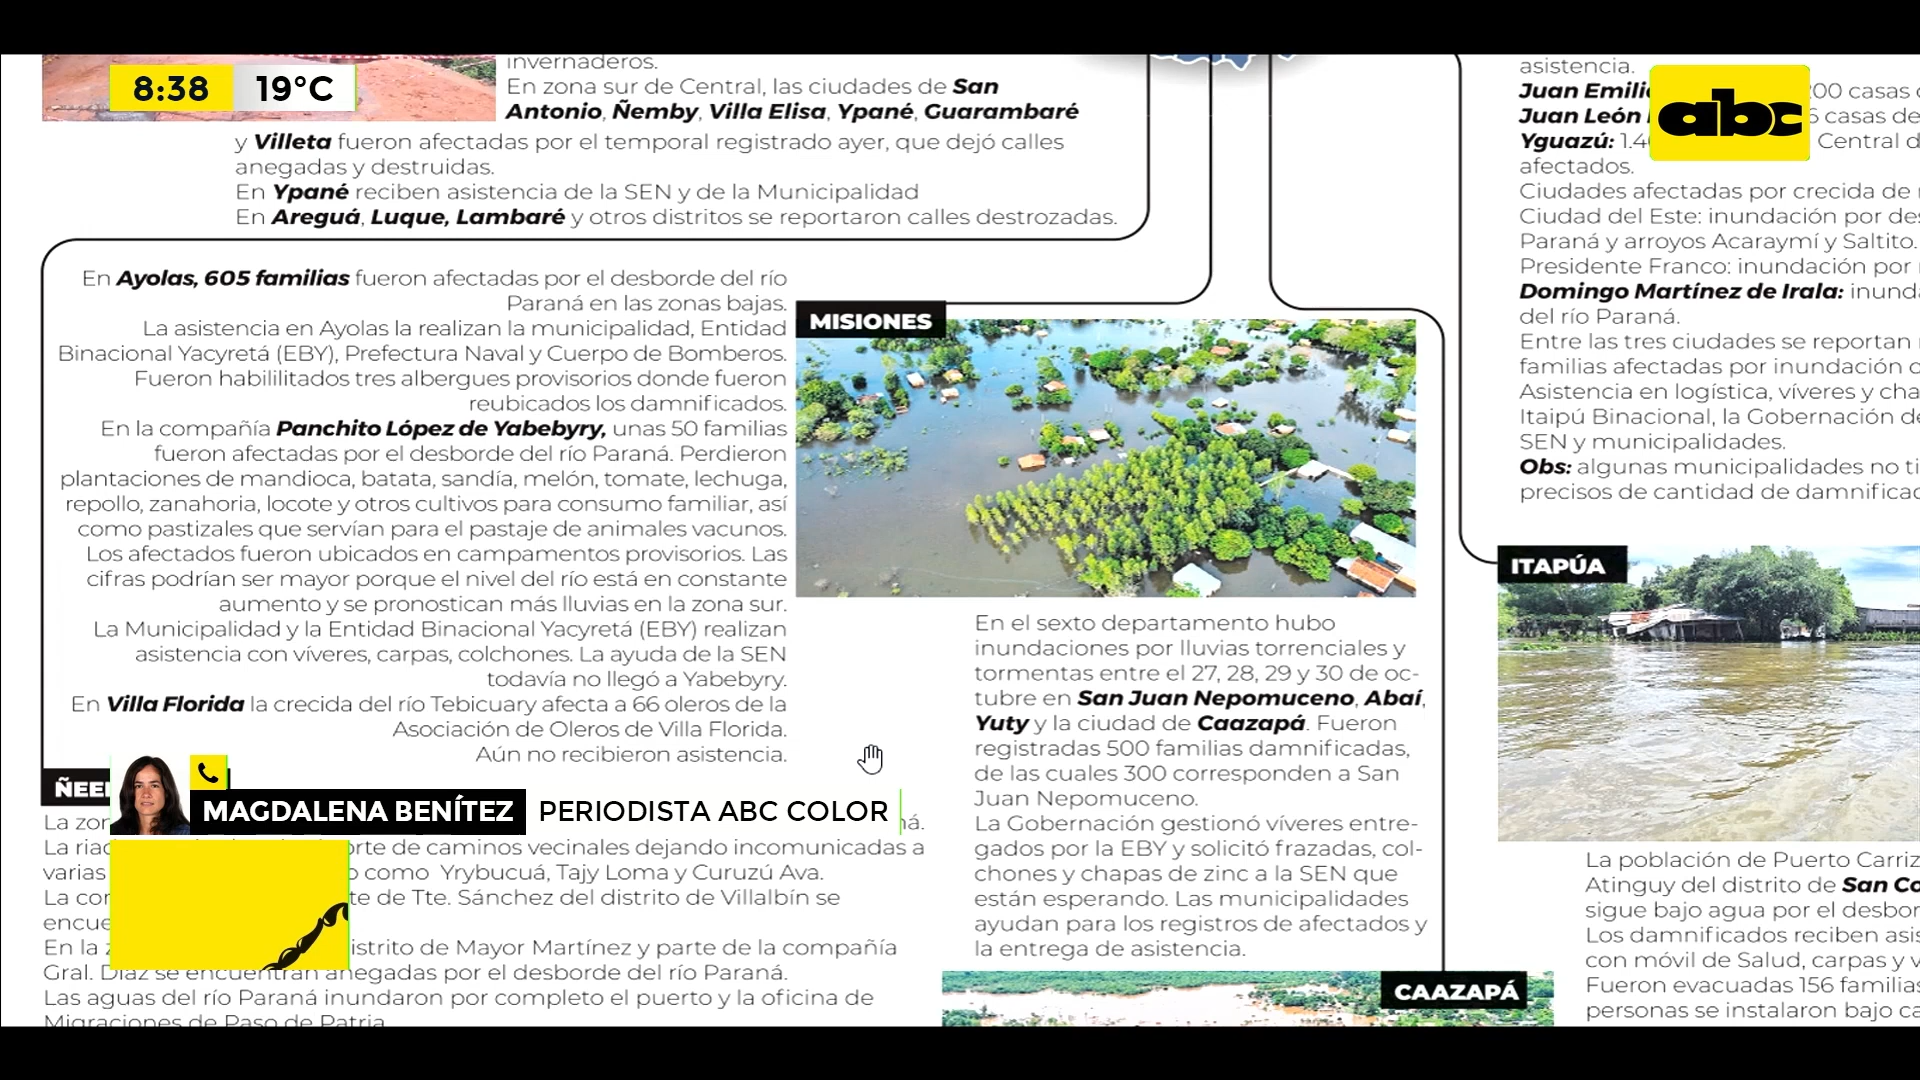 invernaderos.
En zona sur de Central, las ciudades de San
Antonio, Ñemby, Villa Elisa, Ypané, Guarambaré
y Villeta fueron afectadas por el temporal registrado ayer, que dejó calles
anegadas y destruidas.
En Ypané reciben asistencia de la SEN y de la Municipalidad
En Areguá, Luque, Lambaré y otros distritos se reportaron calles destrozadas.
8:38 19°C
abc
En Ayolas, 605 familias fueron afectadas por el desborde del río
Paraná en las zonas bajas.
La asistencia en Ayolas la realizan la municipalidad, Entidad
Binacional Yacyretá (EBY), Prefectura Naval y Cuerpo de Bomberos.
Fueron habililitados tres albergues provisorios donde fueron
reubicados los damnificados.
En la compañía Panchito López de Yabebyry, unas 50 familias
fueron afectadas por el desborde del río Paraná. Perdieron
plantaciones de mandioca, batata, sandía, melón, tomate, lechuga,
repollo, zanahoria, locote y otros cultivos para consumo familiar, así
como pastizales que servían para el pastaje de animales vacunos.
Los afectados fueron ubicados en campamentos provisorios. Las
cifras podrían ser mayor porque el nivel del río está en constante
aumento y se pronostican más lluvias en la zona sur.
La Municipalidad y la Entidad Binacional Yacyretá (EBY) realizan
asistencia con víveres, carpas, colchones. La ayuda de la SEN
todavía no llegó a Yabebyry.
En Villa Florida la crecida del río Tebicuary afecta a 66 oleros de la
Asociación de Oleros de Villa Florida.
Aún no recibieron asistencia.
MISIONES
En el sexto departamento hubo
inundaciones por lluvias torrenciales y
tormentas entre el 27, 28, 29 y 30 de oc-
tubre en San Juan Nepomuceno, Abaí,
Yuty y la ciudad de Caazapá. Fueron
registradas 500 familias damnificadas,
de las cuales 300 corresponden a San
Juan Nepomuceno.
La Gobernación gestionó víveres entre-
gados por la EBY y solicitó frazadas, col-
chones y chapas de zinc a la SEN que
están esperando. Las municipalidades
ayudan para los registros de afectados y
la entrega de asistencia.
CAAZAPÁ
asistencia.
Juan Emili 200 casas
Juan León 6 casas de
Yguazú: 1.4 Central d
afectados.
Ciudades afectadas por crecida de
Ciudad del Este: inundación por des
Paraná y arroyos Acaraymí y Saltito.
Presidente Franco: inundación por
Domingo Martínez de Irala: inund
del río Paraná.
Entre las tres ciudades se reportan
familias afectadas por inundación
Asistencia en logística, víveres y cha
Itaipú Binacional, la Gobernación de
SEN y municipalidades.
Obs: algunas municipalidades no ti
precisos de cantidad de damnificad
ITAPÚA
La población de Puerto Carriz
Atinguy del distrito de San Co
sigue bajo agua por el desbor
Los damnificados reciben asis
con móvil de Salud, carpas y v
Fueron evacuadas 156 familias
personas se instalaron bajo ca
ÑEE
MAGDALENA BENÍTEZ PERIODISTA ABC COLOR
La zon ná.
La riad rte de caminos vecinales dejando incomunicadas a
varias o como Yrybucuá, Tajy Loma y Curuzú Ava.
La con te de Tte. Sánchez del distrito de Villalbín se
encue
En la z istrito de Mayor Martínez y parte de la compañía
Gral. Díaz se encuentran anegadas por el desborde del río Paraná.
Las aguas del río Paraná inundaron por completo el puerto y la oficina de
Migraciones de Paso de Patria